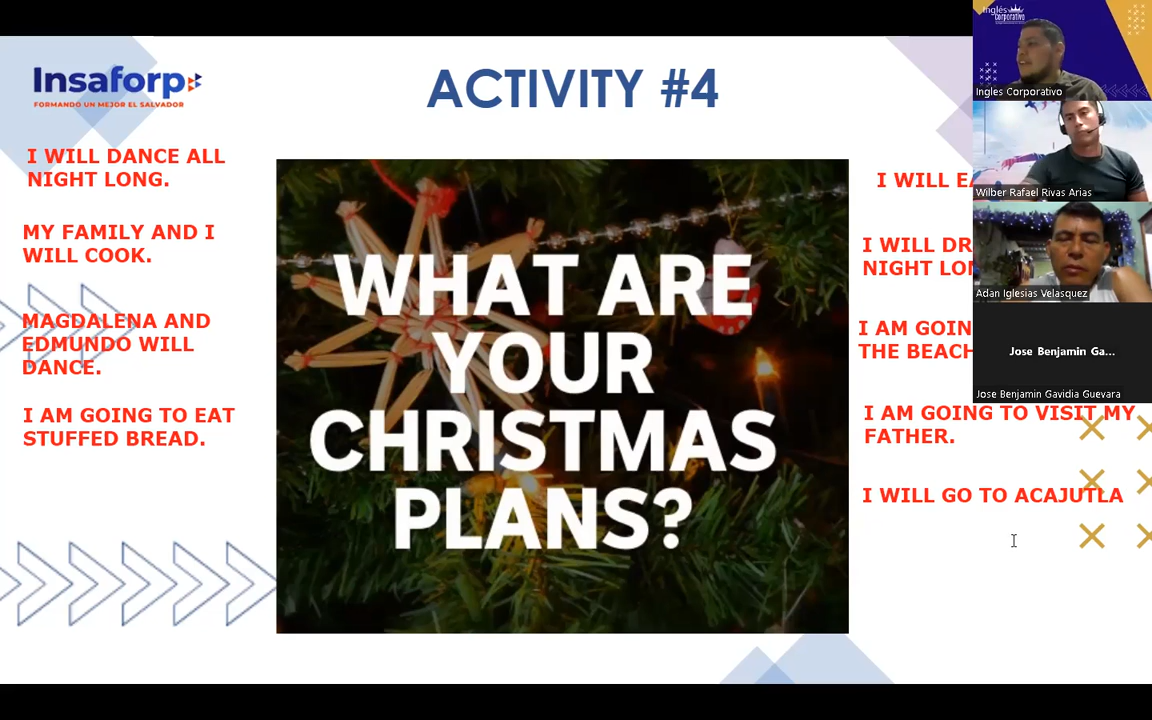 Insaforp
FORMANDO UN MEJOR EL SALVADOR
ACTIVITY #4
I WILL DANCE ALL
NIGHT LONG.
MY FAMILY AND I
WILL COOK.
MAGDALENA AND
EDMUNDO WILL
DANCE.
I AM GOING TO EAT
STUFFED BREAD.
WHAT ARE
YOUR
CHRISTMAS
PLANS?
I WILL
I WILL
NIGHT
I AM
THE BEACH
I AM GOING TO VISIT MY
FATHER.
I WILL GO TO ACAJUTLA
Inglés
corporativo
Ingles Corporativo
Wilber Rafael Rivas Arias
Adan Iglesias Velasquez
Jose Benjamin Ga...
Jose Benjamin Gavidia Guevara